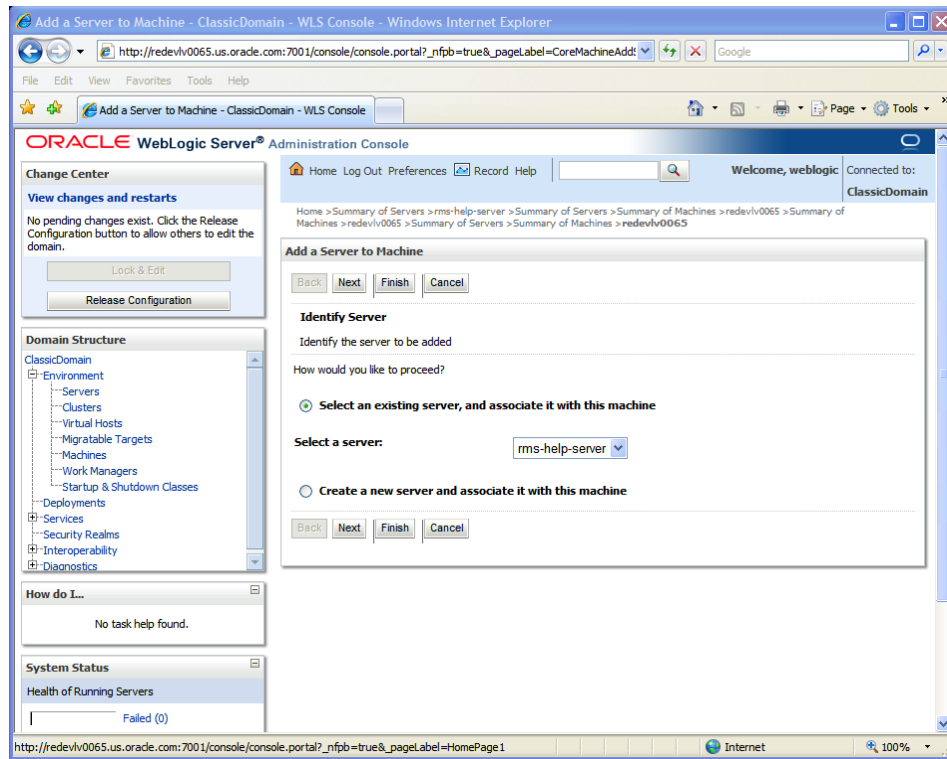 Add a Server to Machine - ClassicDomain - WLS Console - Windows Internet Explorer
http://redevlv0065.us.oracle.com:7001/console/console.portal?_nfpb=true&_pageLabel=CoreMachineAddS
Google
File Edit View Favorites Tools Help
Add a Server to Machine - ClassicDomain - WLS Console
Page Tools
ORACLE WebLogic Server® Administration Console
Change Center
View changes and restarts
No pending changes exist. Click the Release
Configuration button to allow others to edit the
domain.
Lock & Edit
Release Configuration
Domain Structure
ClassicDomain
Environment
Servers
Clusters
Virtual Hosts
Migratable Targets
Machines
Work Managers
Startup & Shutdown Classes
Deployments
Services
Security Realms
Interoperability
Diagnostics
How do I...
No task help found.
System Status
Health of Running Servers
Failed (0)
Home Log Out Preferences Record Help
Welcome, weblogic
Connected to:
ClassicDomain
Home >Summary of Servers >rms-help-server >Summary of Servers >Summary of Machines >redevlv0065 >Summary of
Machines >redevlv0065 >Summary of Servers >Summary of Machines >redevlv0065
Add a Server to Machine
Back Next Finish Cancel
Identify Server
Identify the server to be added
How would you like to proceed?
Select an existing server, and associate it with this machine
Select a server: rms-help-server
Create a new server and associate it with this machine
Back Next Finish Cancel
http://redevlv0065.us.oracle.com:7001/console/console.portal?_nfpb=true&_pageLabel=HomePage1
Internet
100%